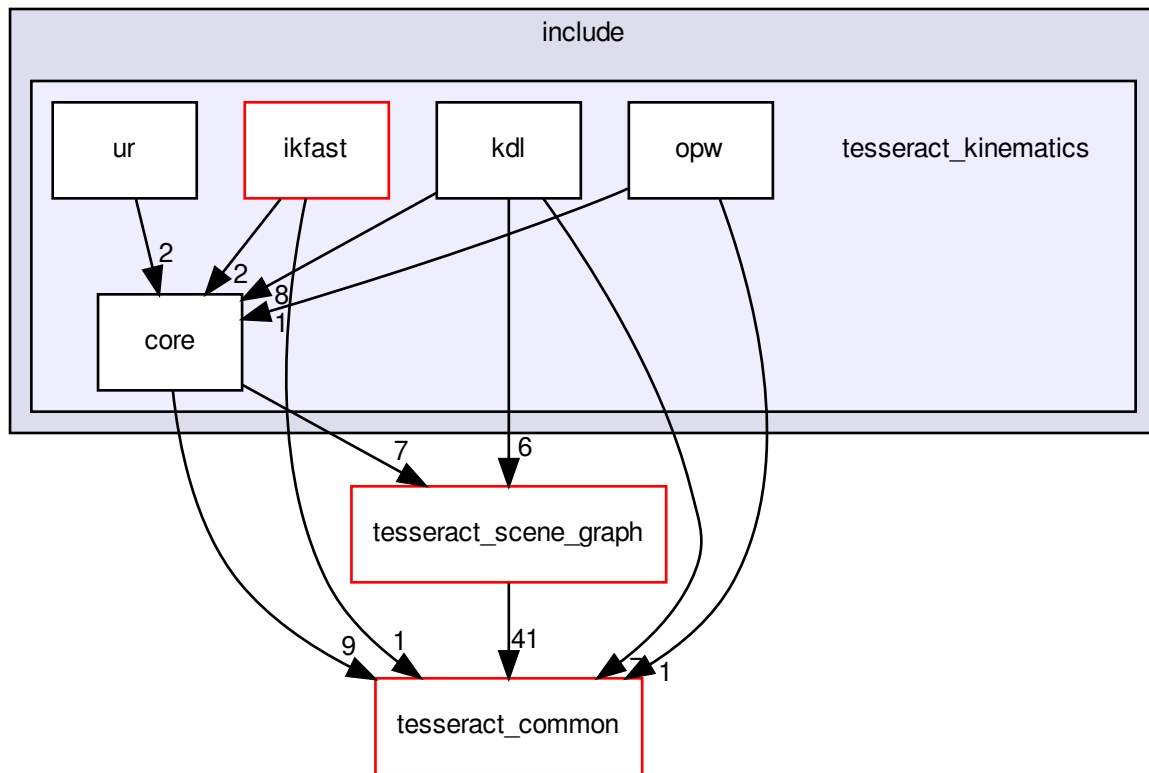 include
ur
ikfast
kdl
opw
tesseract_kinematics
2
2
8
1
core
7
6
tesseract_scene_graph
9
1
41
1
tesseract_common